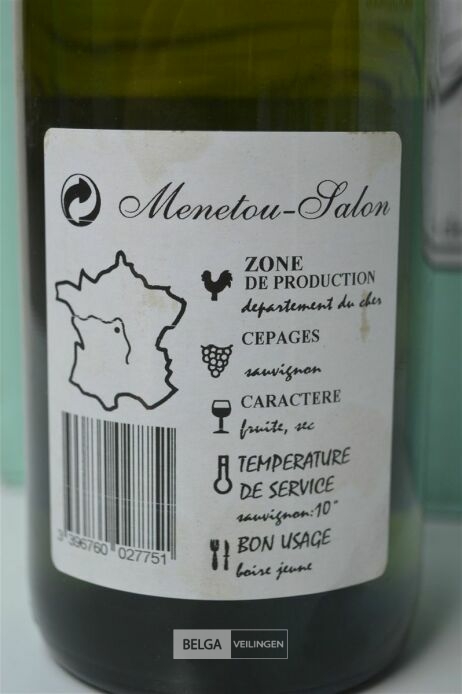 Menetou-Salon
ZONE
DE PRODUCTION
departement du cher
CEPAGES
sauvignon
CARACTERE
fruite, sec
TEMPERATURE
DE SERVICE
sauvignon:10°
BON USAGE
boire jeune
3 396760 027751
BELGA VEILINGEN